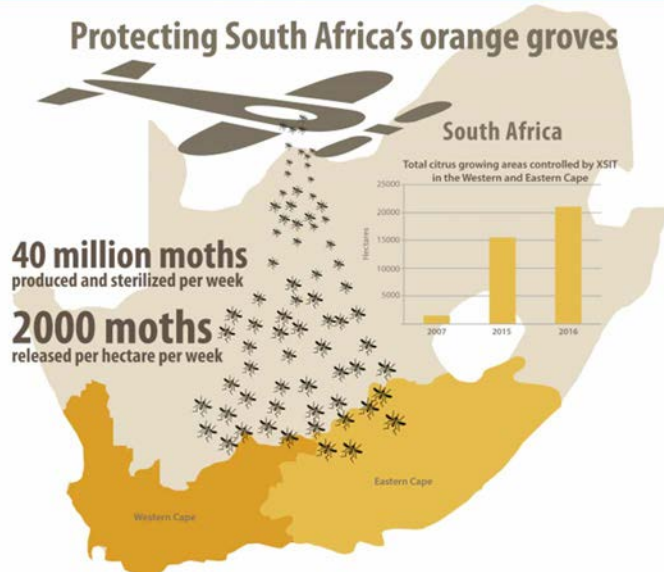 Protecting South Africa's orange groves
South Africa
Total citrus growing areas controlled by XSIT
in the Western and Eastern Cape
25000
20000
15000
10000
5000
Hectares
2007
2015
2016
40 million moths
produced and sterilized per week
2000 moths
released per hectare per week
Western Cape
Eastern Cape